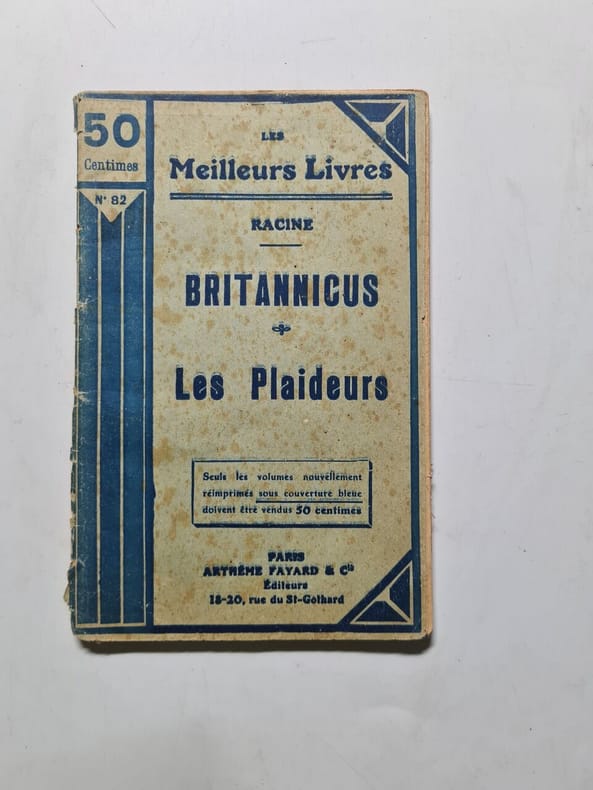 50
Centimes
N° 82
LES
Meilleurs Livres
RACINE
BRITANNICUS
Les Plaideurs
Seuls les volumes nouvellement
réimprimés sous couverture bleue
doivent être vendus 50 centimes
PARIS
ARTHÈME FAYARD & Cie
Éditeurs
18-20, rue du St-Gothard